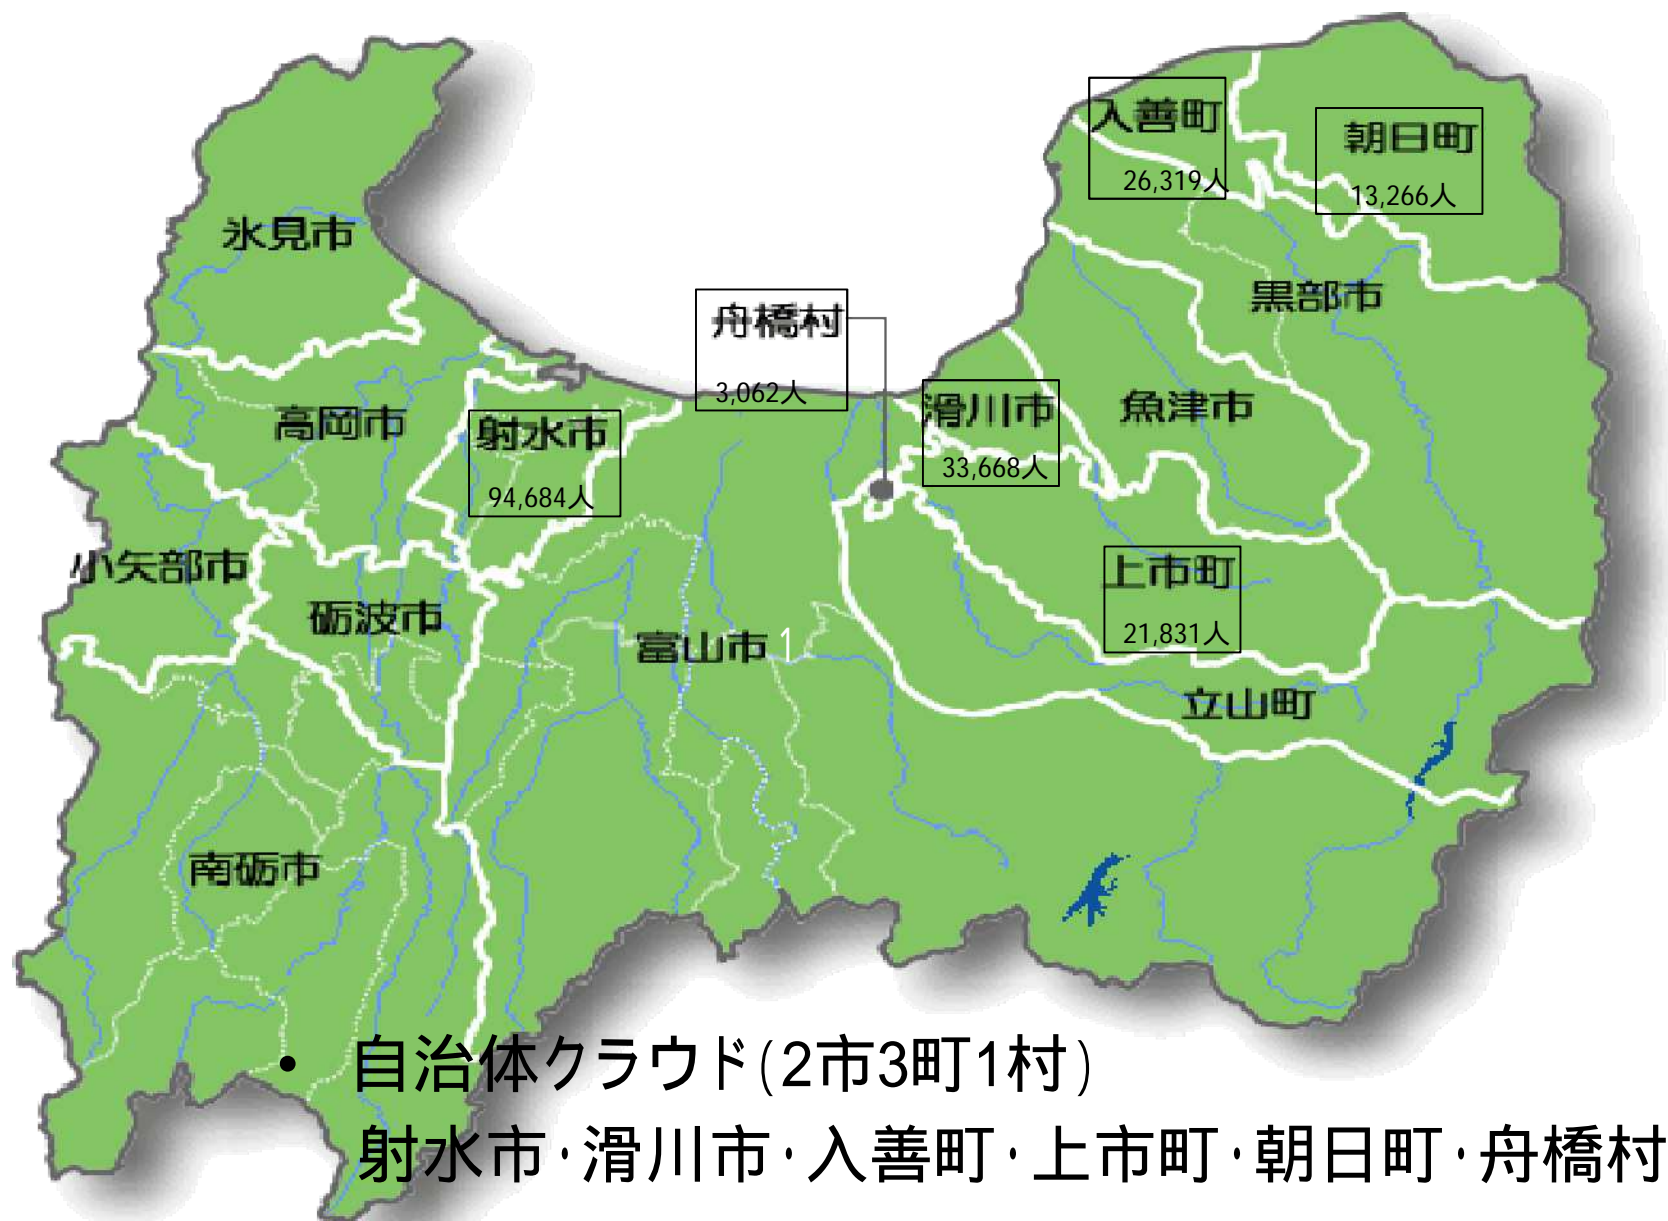 入善町
26,319人
朝日町
13,266人
氷見市
黒部市
舟橋村
3,062人
高岡市
射水市
94,684人
滑川市
33,668人
魚津市
小矢部市
砺波市
上市町
21,831人
富山市
1
立山町
南砺市
• 自治体クラウド(2市3町1村)
射水市･滑川市･入善町･上市町･朝日町･舟橋村